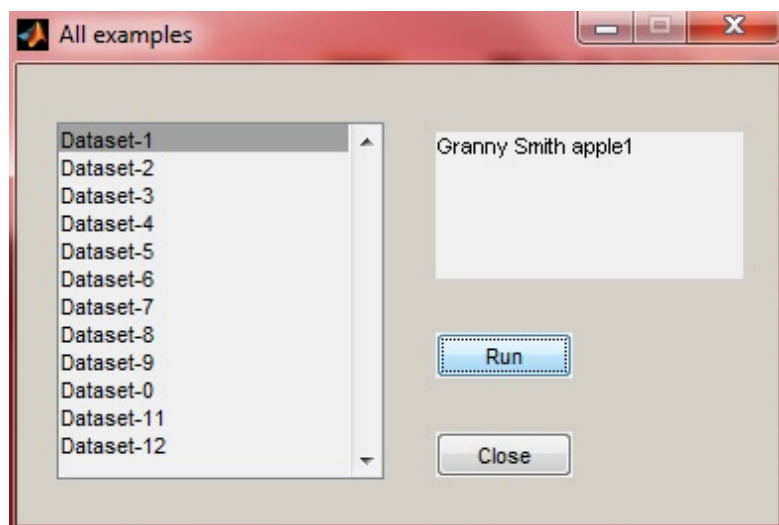 All examples
Dataset-1
Dataset-2
Dataset-3
Dataset-4
Dataset-5
Dataset-6
Dataset-7
Dataset-8
Dataset-9
Dataset-0
Dataset-11
Dataset-12
Granny Smith apple1
Run
Close